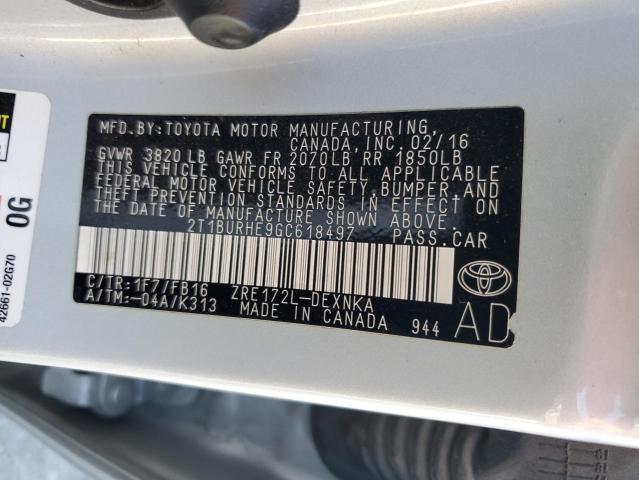 MFD.BY:TOYOTA MOTOR MANUFACTURING,
CANADA, INC. 02/16
GVWR 3820 LB GAWR FR 2070LB RR 1850LB
THIS VEHICLE CONFORMS TO ALL APPLICABLE
FEDERAL MOTOR VEHICLE SAFETY, BUMPER, AND
THEFT PREVENTION STANDARDS IN EFFECT ON
THE DATE OF MANUFACTURE SHOWN ABOVE.
2T1BURHE9GC618497 PASS.CAR
C/TR:1F7/FB16 ZRE172L-DEXNKA
A/TM:-04A/K313 MADE IN CANADA 944
AD
0G
42661-02G70